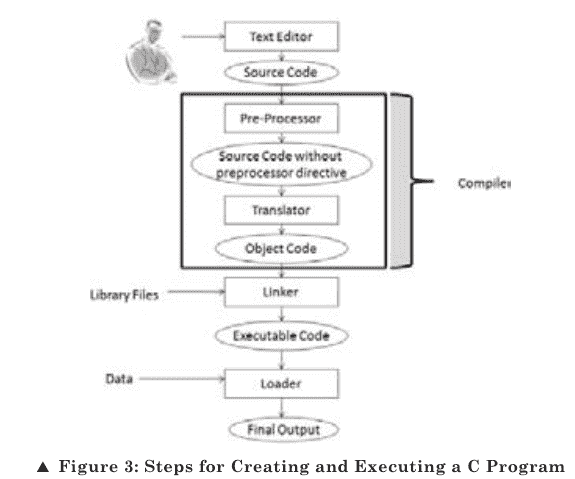 Text Editor
Source Code
Pre-Processor
Source Code without
preprocessor directive
Compiler
Translator
Object Code
Library Files
Linker
Executable Code
Data
Loader
Final Output
▲ Figure 3: Steps for Creating and Executing a C Program